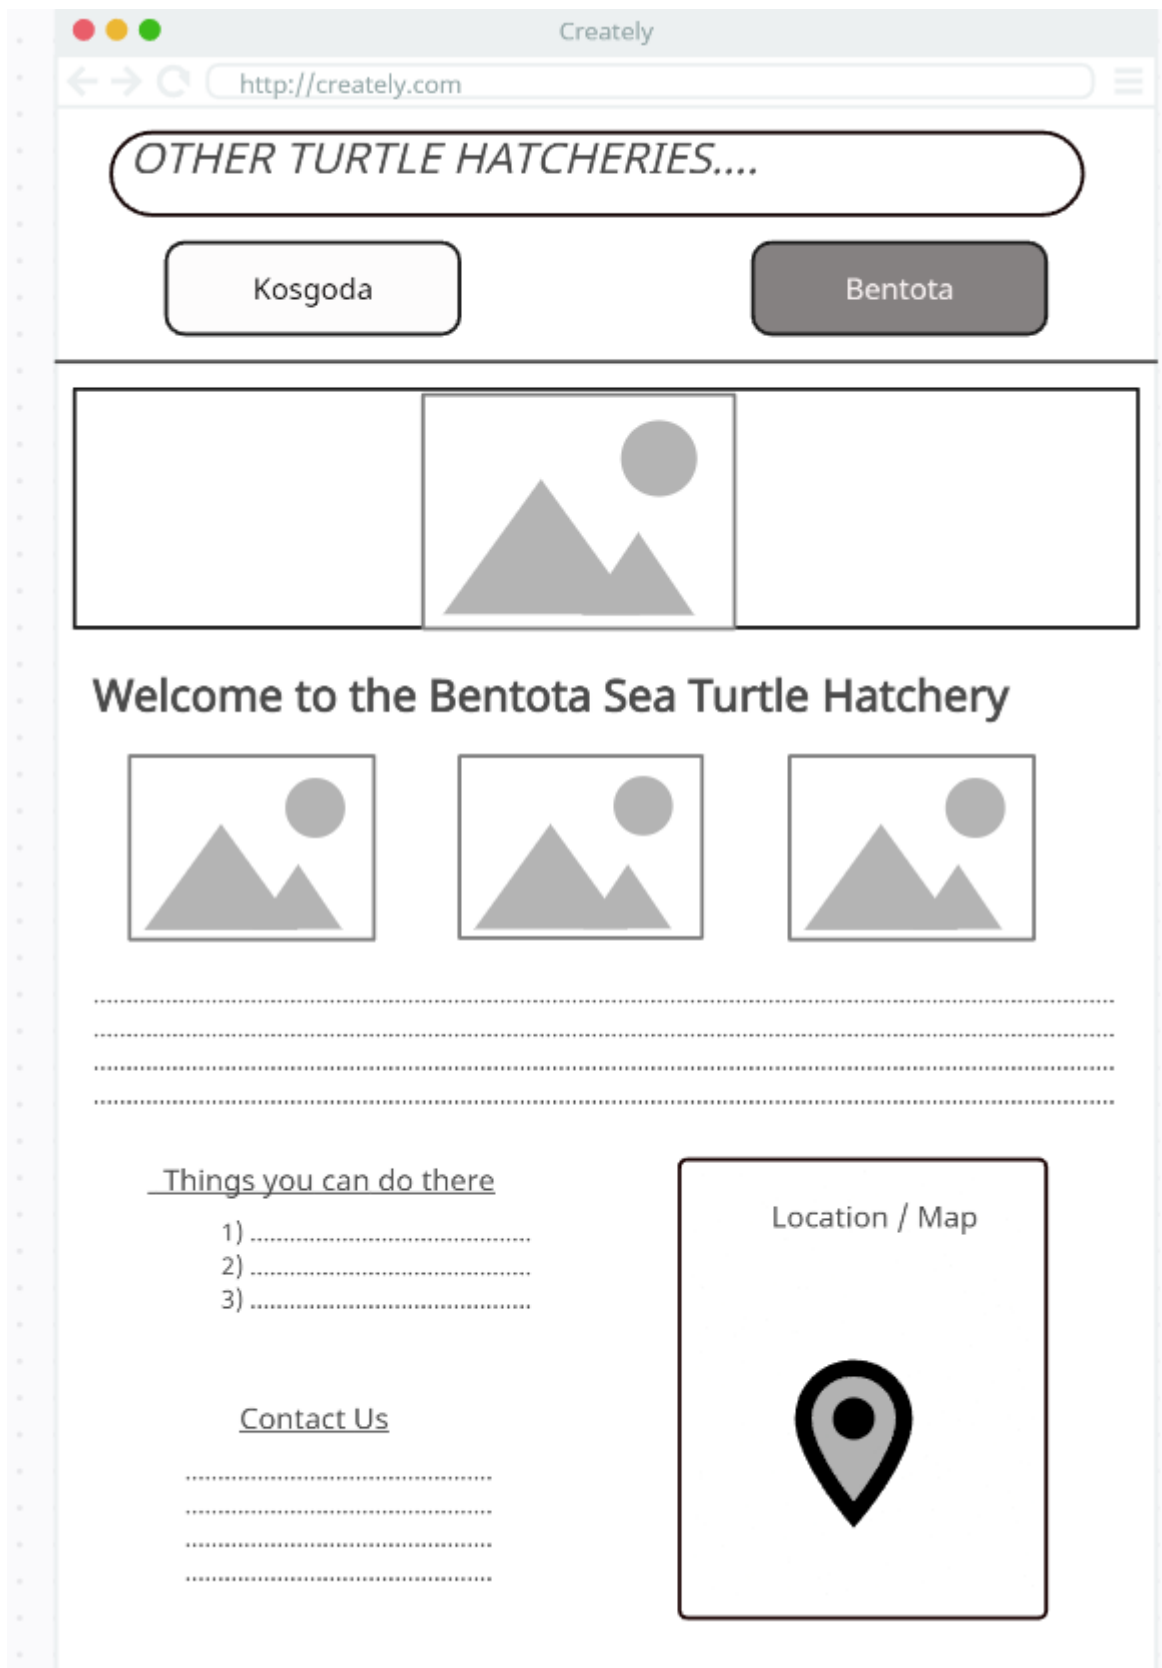 Creately
http://creately.com
OTHER TURTLE HATCHERIES....
Kosgoda
Bentota
Welcome to the Bentota Sea Turtle Hatchery
Things you can do there
1) ............................................
2) ............................................
3) ............................................
Location / Map
Contact Us